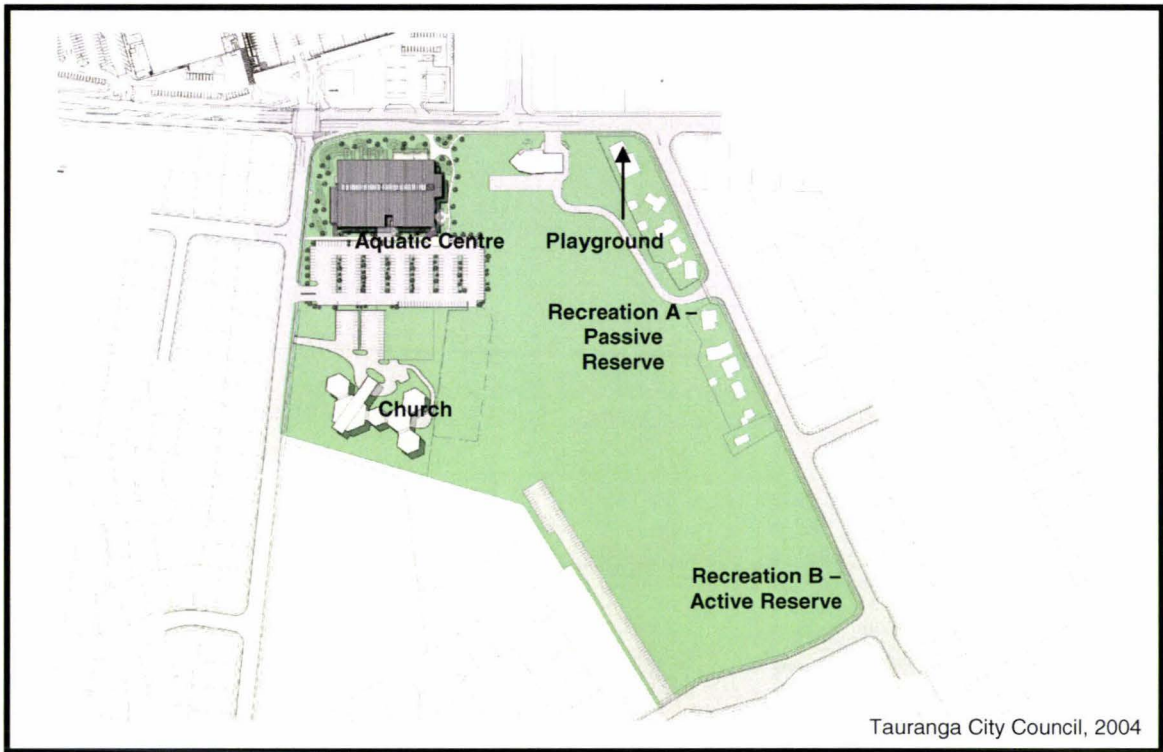 Aquatic Centre
Playground
Recreation A –
Passive
Reserve
Church
Recreation B –
Active Reserve
Tauranga City Council, 2004